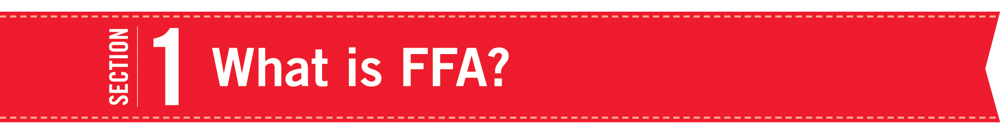 SECTION 1 What is FFA?